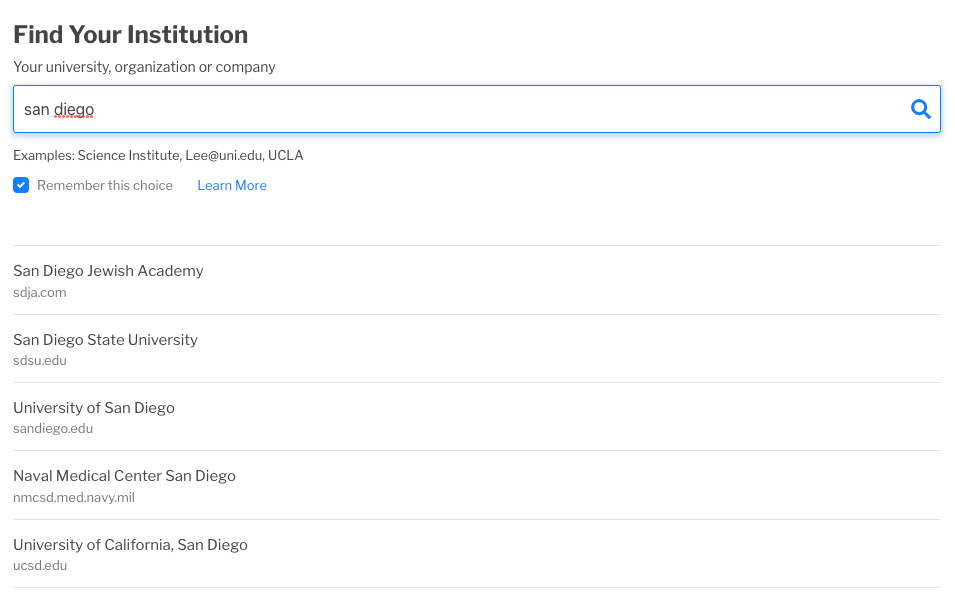 Find Your Institution
Your university, organization or company
san diego
Examples: Science Institute, Lee@uni.edu, UCLA
Remember this choice Learn More
San Diego Jewish Academy
sdja.com
San Diego State University
sdsu.edu
University of San Diego
sandiego.edu
Naval Medical Center San Diego
nmcsd.med.navy.mil
University of California, San Diego
ucsd.edu